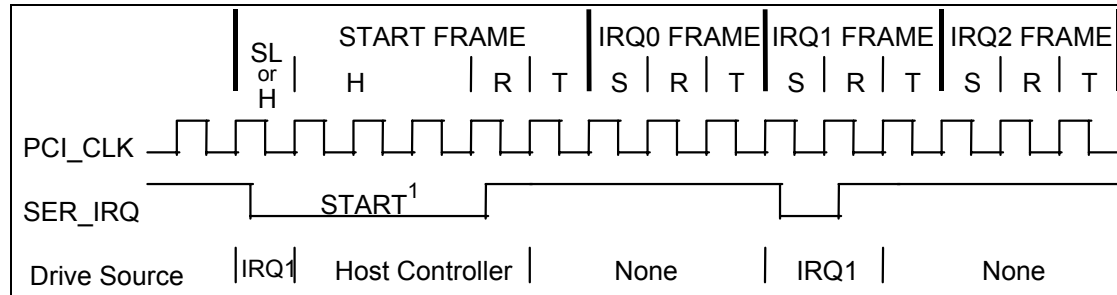 START FRAME IRQ0 FRAME IRQ1 FRAME IRQ2 FRAME
SL
or
H
H R T S R T S R T S R T
PCI_CLK
SER_IRQ START1
Drive Source IRQ1 Host Controller None IRQ1 None